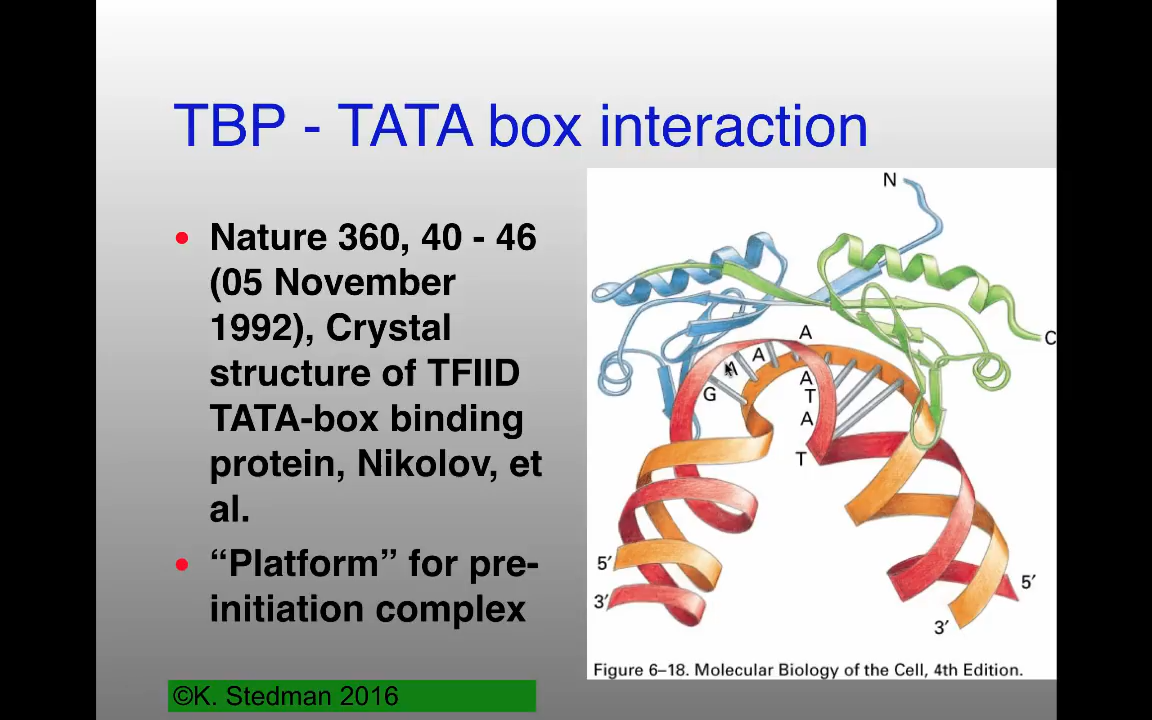 TBP - TATA box interaction
• Nature 360, 40 - 46
(05 November
1992), Crystal
structure of TFIID
TATA-box binding
protein, Nikolov, et
al.
• “Platform” for pre-
initiation complex
N
C
A
A
A
T
A
G
T
5′
3′
5′
3′
Figure 6–18. Molecular Biology of the Cell, 4th Edition.
©K. Stedman 2016